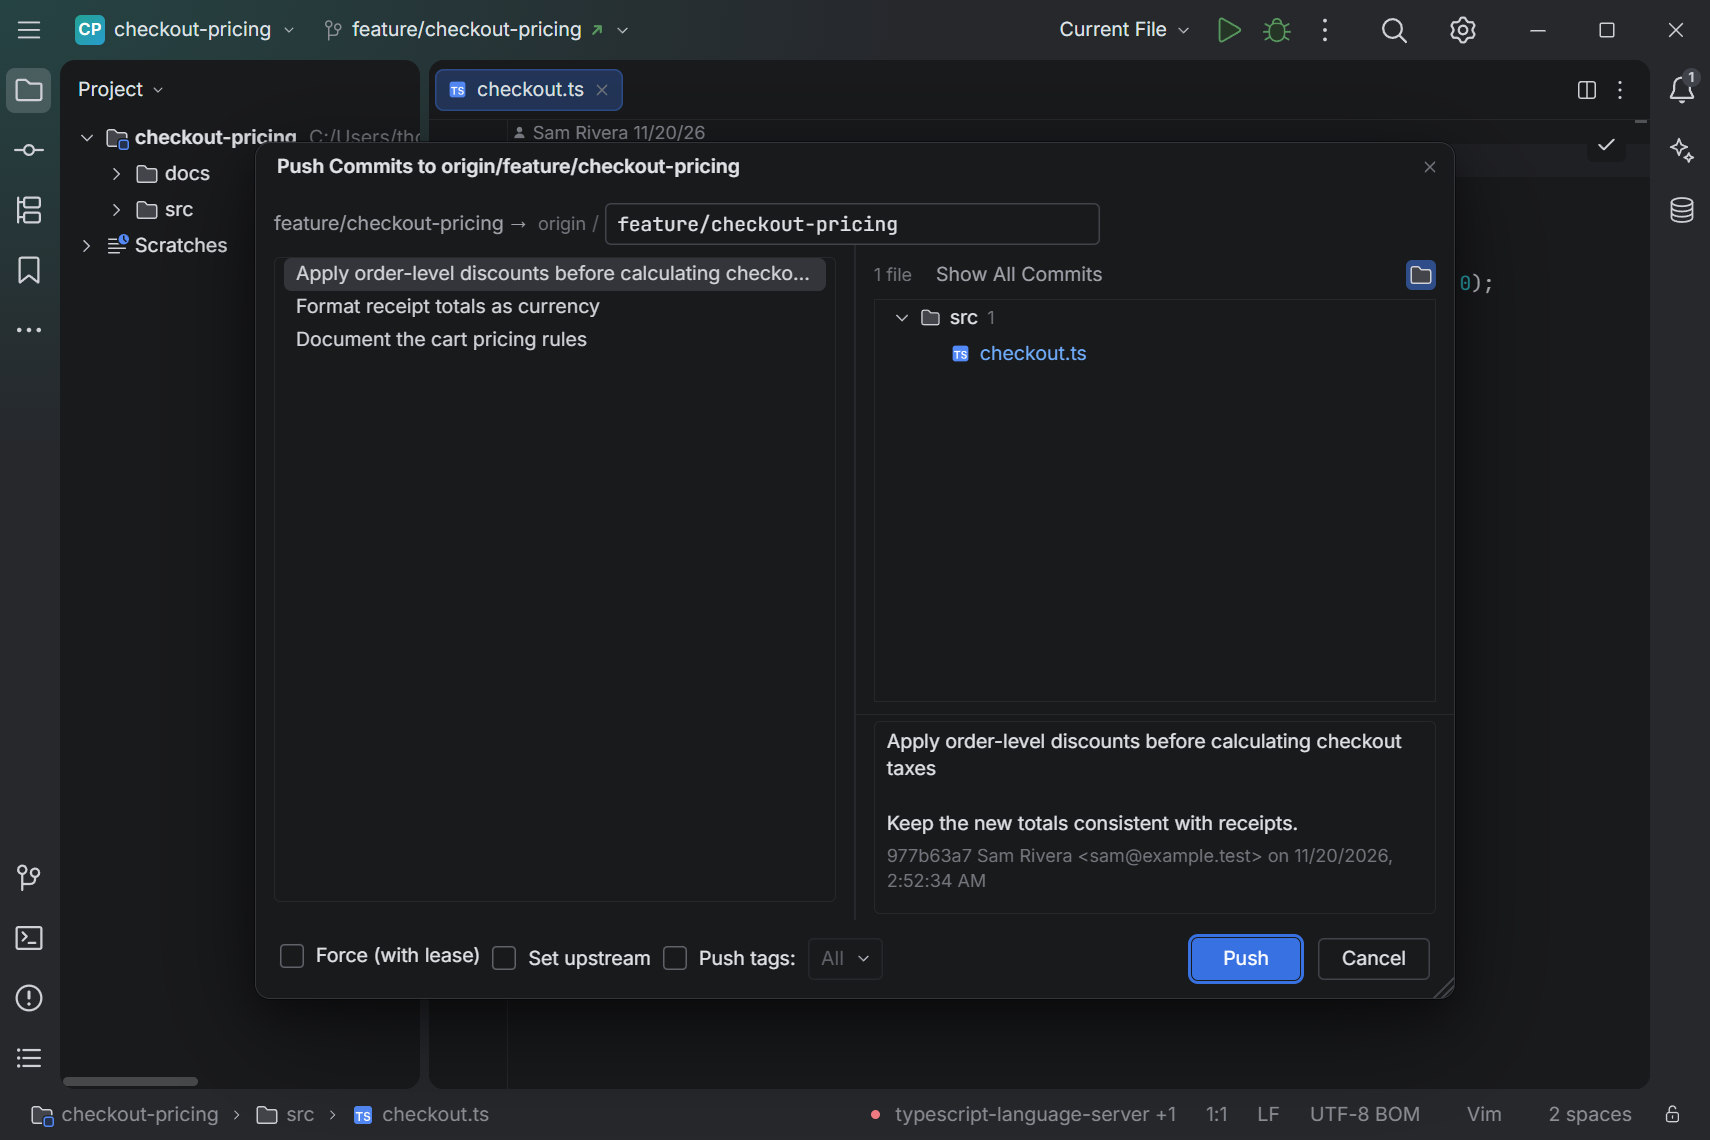 CP checkout-pricing feature/checkout-pricing Current File
Project
checkout.ts
1
checkout-pricing
Sam Rivera 11/20/26
docs
src
Scratches
Push Commits to origin/feature/checkout-pricing
feature/checkout-pricing → origin / feature/checkout-pricing
Apply order-level discounts before calculating checko...
Format receipt totals as currency
Document the cart pricing rules
1 file Show All Commits
0);
src 1
TS checkout.ts
Apply order-level discounts before calculating checkout
taxes
Keep the new totals consistent with receipts.
977b63a7 Sam Rivera <sam@example.test> on 11/20/2026,
2:52:34 AM
Force (with lease) Set upstream Push tags: All Push Cancel
checkout-pricing › src › TS checkout.ts typescript-language-server +1 1:1 LF UTF-8 BOM Vim 2 spaces